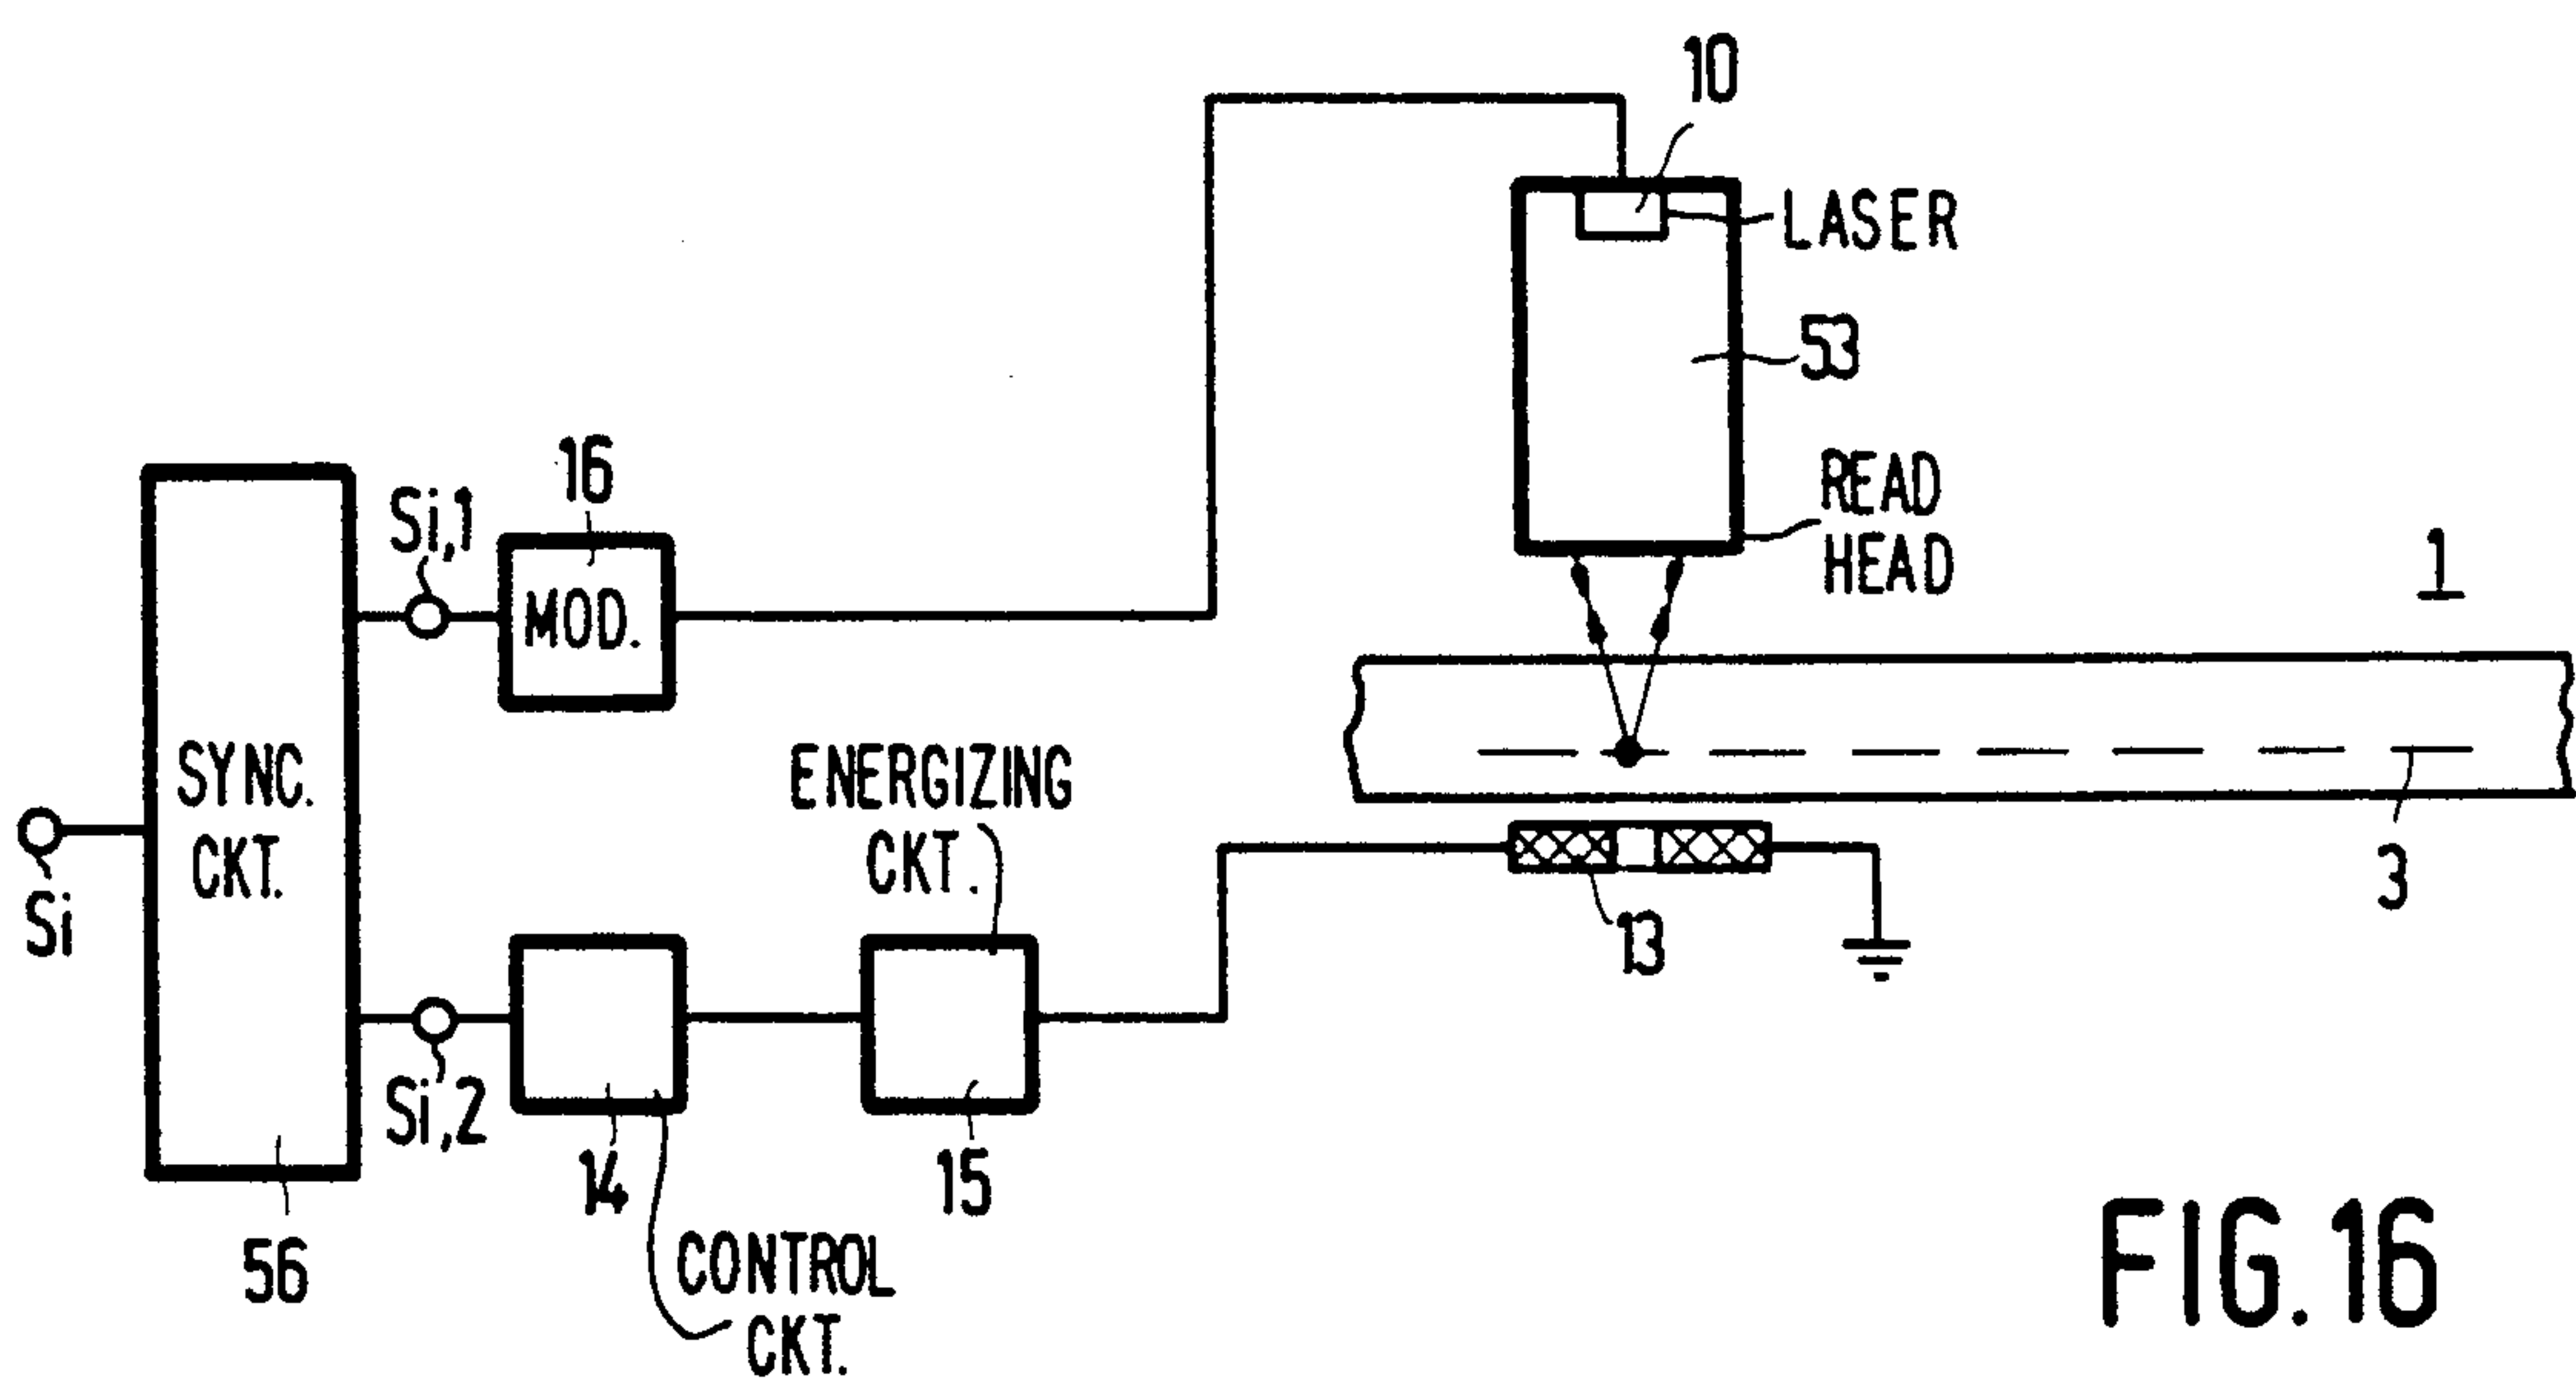 10
LASER
53
READ
HEAD
1
16
Si,1
MOD.
SYNC.
CKT.
ENERGIZING
CKT.
Si
3
13
Si,2
14
15
56
CONTROL
CKT.
FIG.16